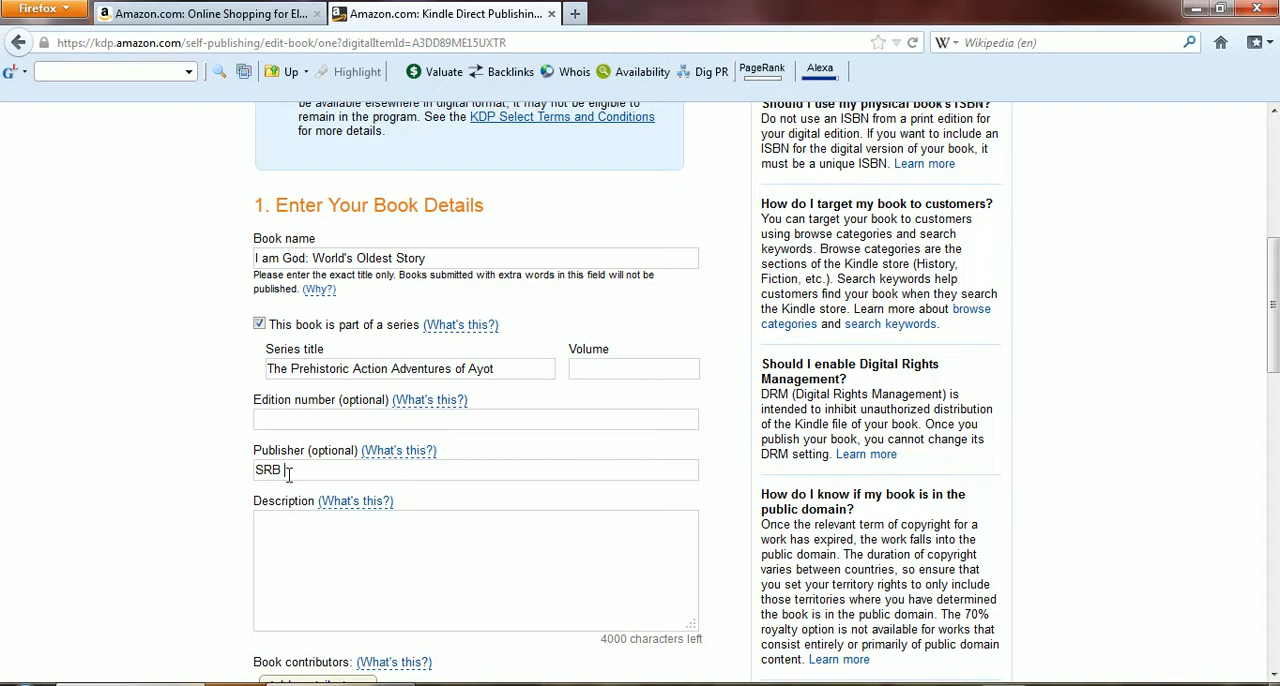 Firefox
Amazon.com: Online Shopping for El...
Amazon.com: Kindle Direct Publishin...
https://kdp.amazon.com/self-publishing/edit-book/one?digitalItemId=A3DD89ME15UXTR
Wikipedia (en)
Up
Highlight
Valuate
Backlinks
Whois
Availability
Dig PR
PageRank
Alexa
be available elsewhere in digital format, it may not be eligible to
remain in the program. See the KDP Select Terms and Conditions
for more details.
1. Enter Your Book Details
Book name
I am God: World's Oldest Story
Please enter the exact title only. Books submitted with extra words in this field will not be
published. (Why?)
This book is part of a series (What's this?)
Series title
Volume
The Prehistoric Action Adventures of Ayot
Edition number (optional) (What's this?)
Publisher (optional) (What's this?)
SRB
Description (What's this?)
4000 characters left
Book contributors: (What's this?)
Should I use my physical book's ISBN?
Do not use an ISBN from a print edition for
your digital edition. If you want to include an
ISBN for the digital version of your book, it
must be a unique ISBN. Learn more
How do I target my book to customers?
You can target your book to customers
using browse categories and search
keywords. Browse categories are the
sections of the Kindle store (History,
Fiction, etc.). Search keywords help
customers find your book when they search
the Kindle store. Learn more about browse
categories and search keywords.
Should I enable Digital Rights
Management?
DRM (Digital Rights Management) is
intended to inhibit unauthorized distribution
of the Kindle file of your book. Once you
publish your book, you cannot change its
DRM setting. Learn more
How do I know if my book is in the
public domain?
Once the relevant term of copyright for a
work has expired, the work falls into the
public domain. The duration of copyright
varies between countries, so ensure that
you set your territory rights to only include
those territories where you have determined
the book is in the public domain. The 70%
royalty option is not available for works that
consist entirely or primarily of public domain
content. Learn more